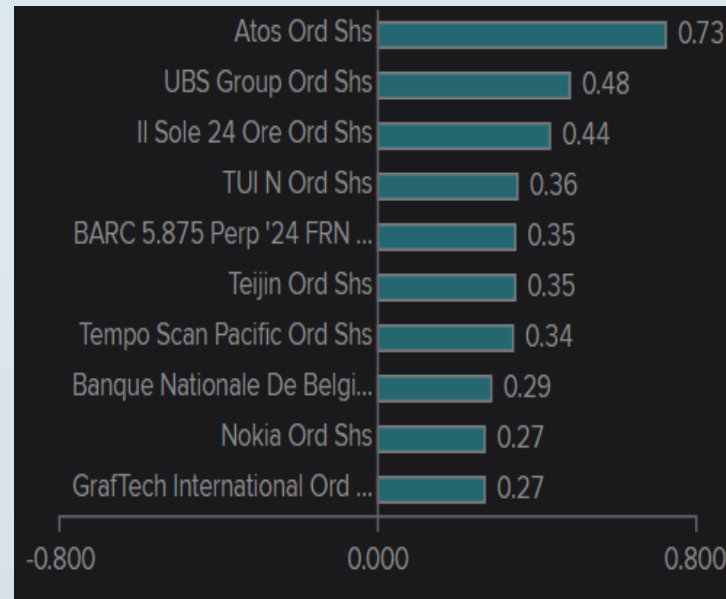 Atos Ord Shs 0.73
UBS Group Ord Shs 0.48
Il Sole 24 Ore Ord Shs 0.44
TUI N Ord Shs 0.36
BARC 5.875 Perp '24 FRN ... 0.35
Teijin Ord Shs 0.35
Tempo Scan Pacific Ord Shs 0.34
Banque Nationale De Belgi... 0.29
Nokia Ord Shs 0.27
GrafTech International Ord ... 0.27
-0.800 0.000 0.800